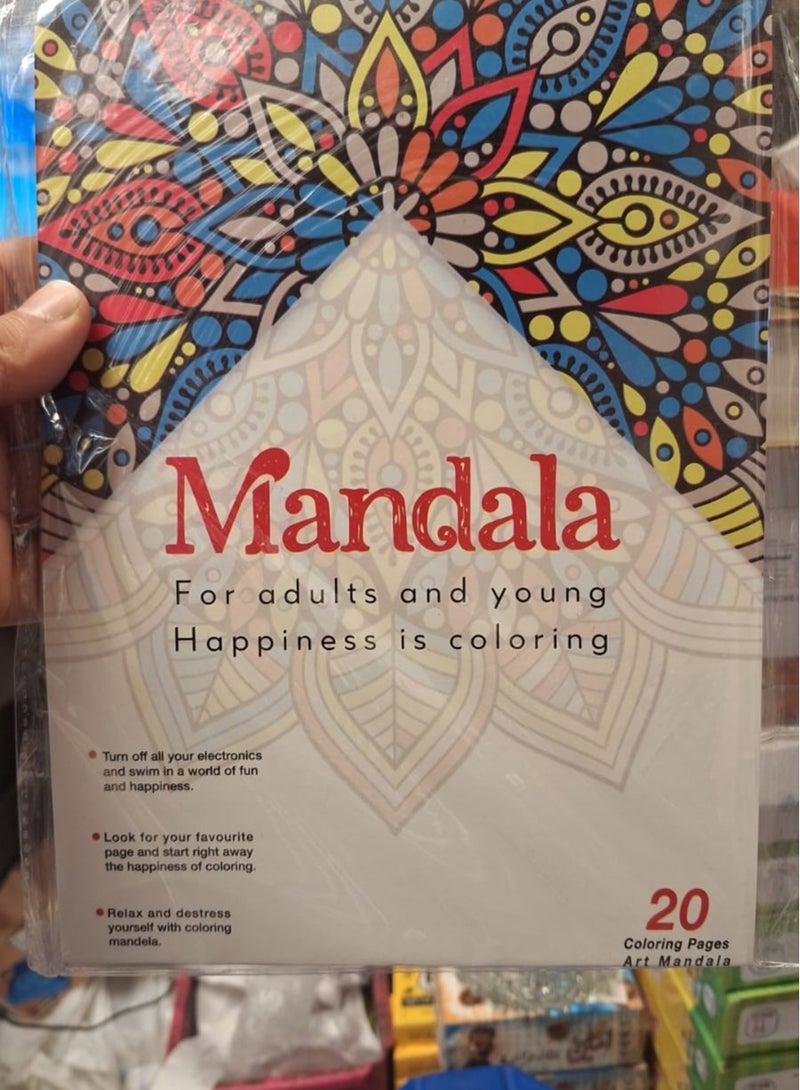 Mandala
For adults and young
Happiness is coloring
Turn off all your electronics
and swim in a world of fun
and happiness.
Look for your favourite
page and start right away
the happiness of coloring.
Relax and destress
yourself with coloring
mandela.
20
Coloring Pages
Art Mandala